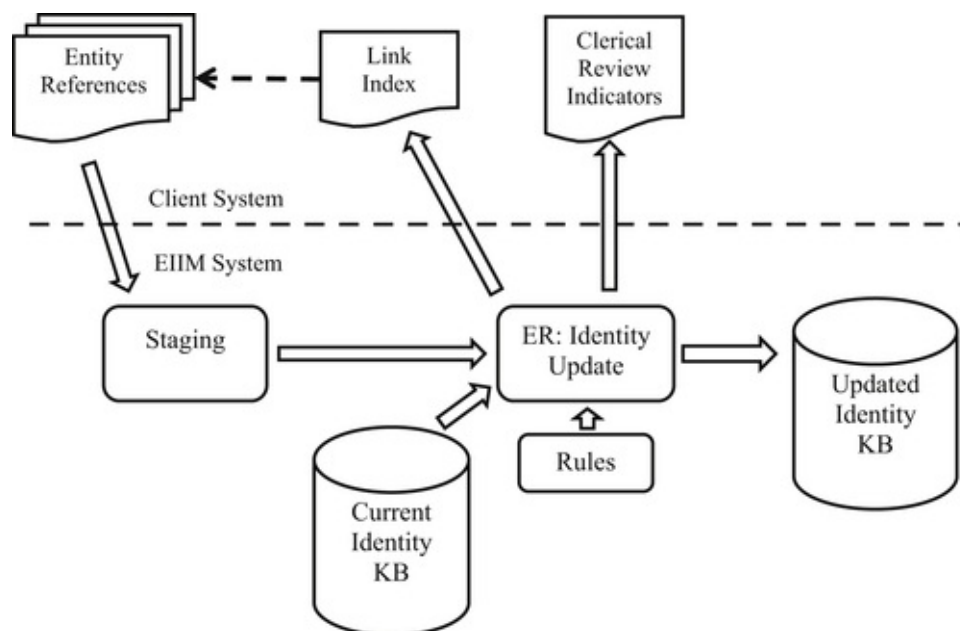 Entity
References
Link
Index
Clerical
Review
Indicators
Client System
EIIM System
Staging
ER: Identity
Update
Updated
Identity
KB
Rules
Current
Identity
KB